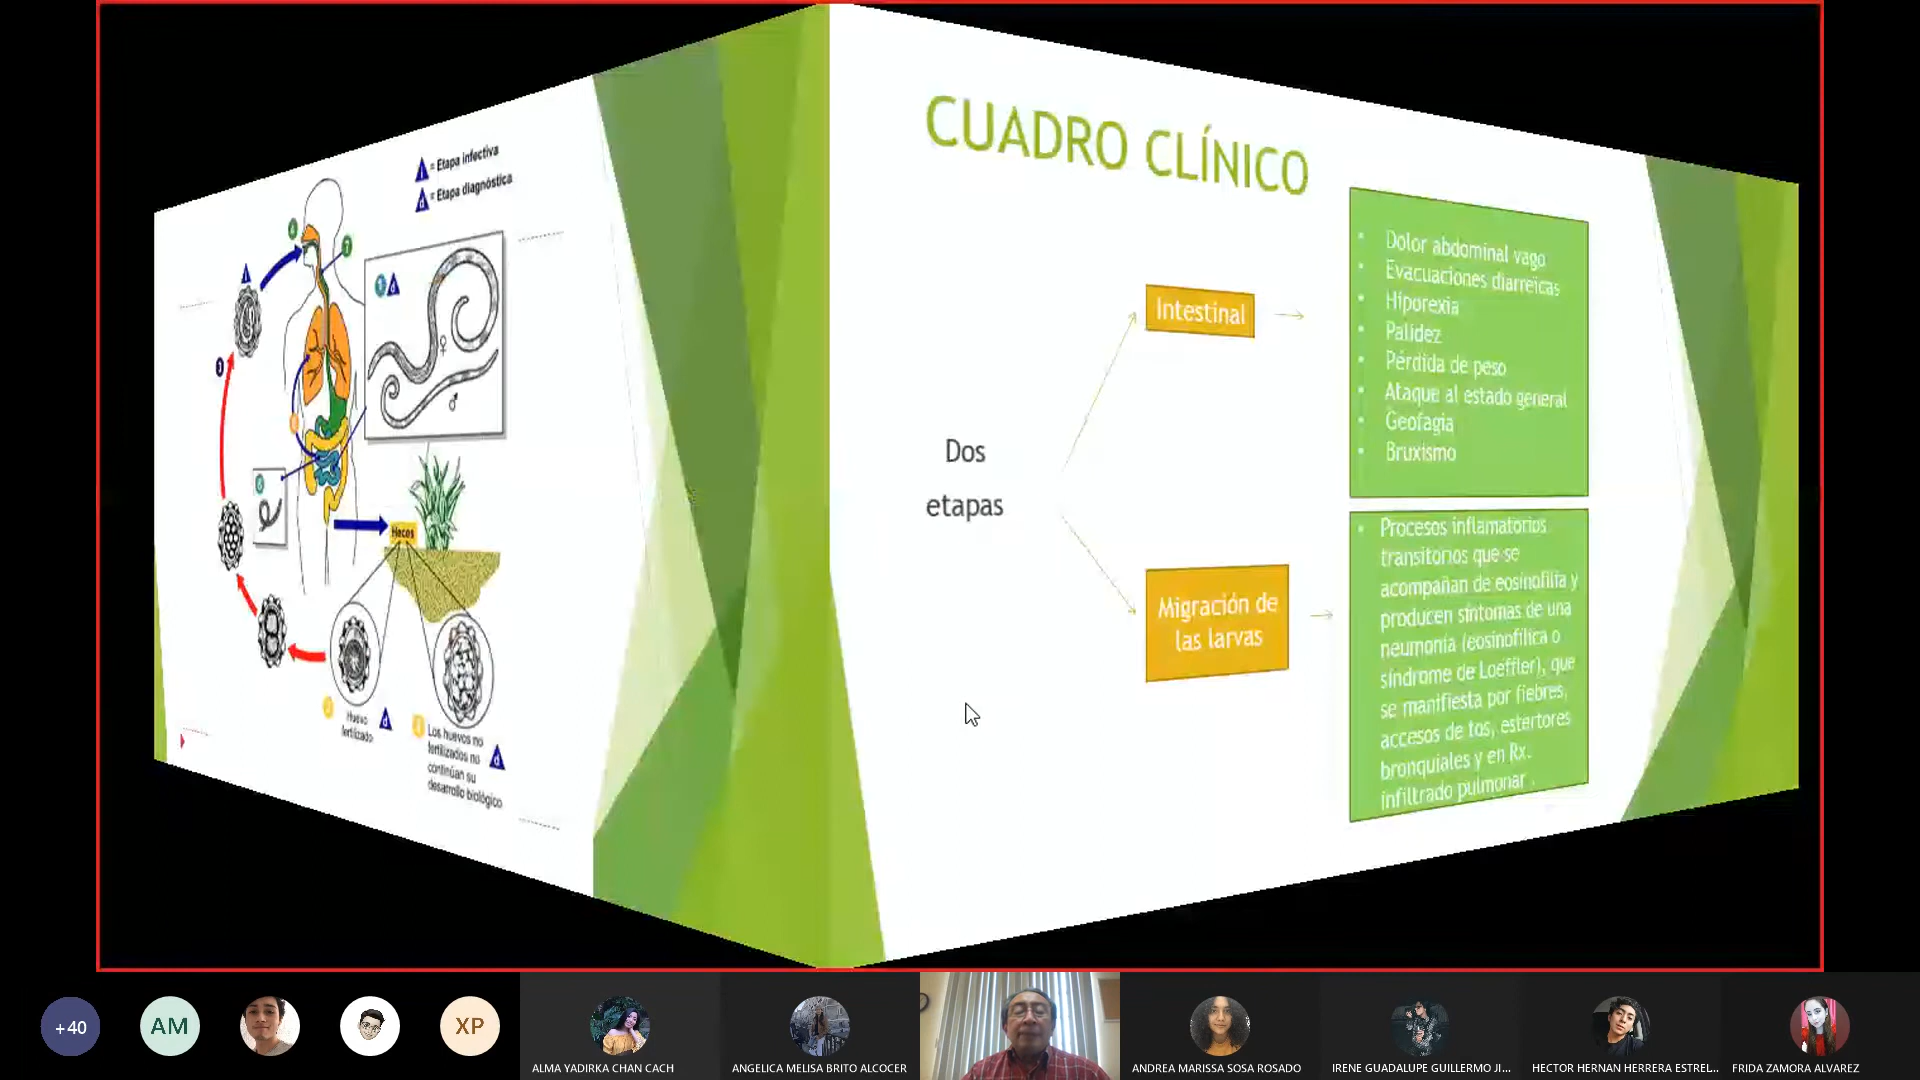 i = Etapa infectiva
d = Etapa diagnóstica
Heces
Huevo
fertilizado
d
Los huevos no
fertilizados no
continúan su
desarrollo biológico
d
CUADRO CLÍNICO
Dos
etapas
Intestinal
• Dolor abdominal vago
• Evacuaciones diarreicas
• Hiporexia
• Palidez
• Pérdida de peso
• Ataque al estado general
• Geofagia
• Bruxismo
Migración de
las larvas
• Procesos inflamatorios
transitorios que se
acompañan de eosinofilia y
producen síntomas de una
neumonía (eosinofílica o
síndrome de Loeffler), que
se manifiesta por fiebres,
accesos de tos, estertores
bronquiales y en Rx.
infiltrado pulmonar .
+40
AM
XP
ALMA YADIRKA CHAN CACH
ANGELICA MELISA BRITO ALCOCER
ANDREA MARISSA SOSA ROSADO
IRENE GUADALUPE GUILLERMO JI...
HECTOR HERNAN HERRERA ESTREL...
FRIDA ZAMORA ALVAREZ